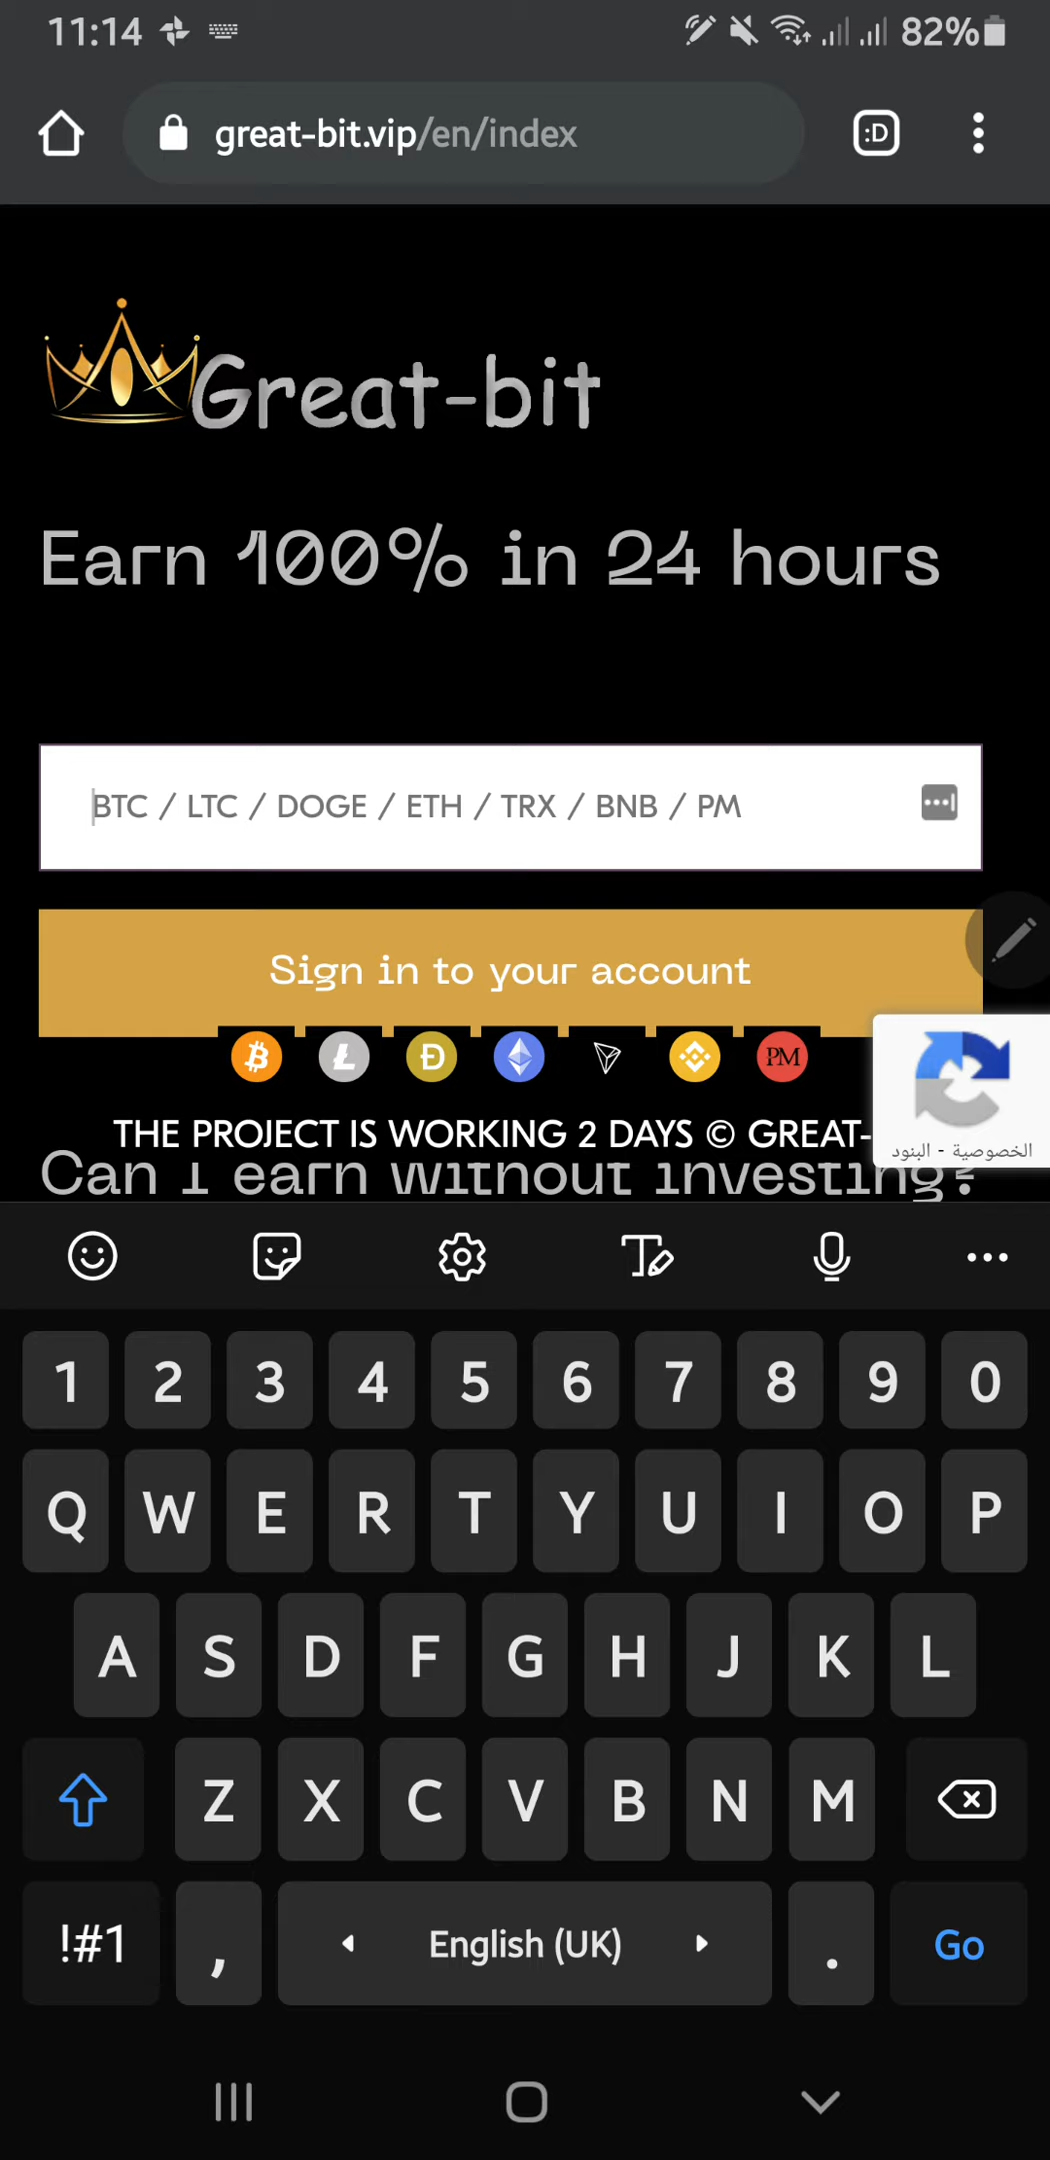 11:14 82%
great-bit.vip/en/index :D
Great-bit
Earn 100% in 24 hours
BTC / LTC / DOGE / ETH / TRX / BNB / PM
Sign in to your account
PM
THE PROJECT IS WORKING 2 DAYS © GREAT-
الخصوصية - البنود
Can I earn without investing?
1 2 3 4 5 6 7 8 9 0
Q W E R T Y U I O P
A S D F G H J K L
Z X C V B N M
!#1 , English (UK) . Go